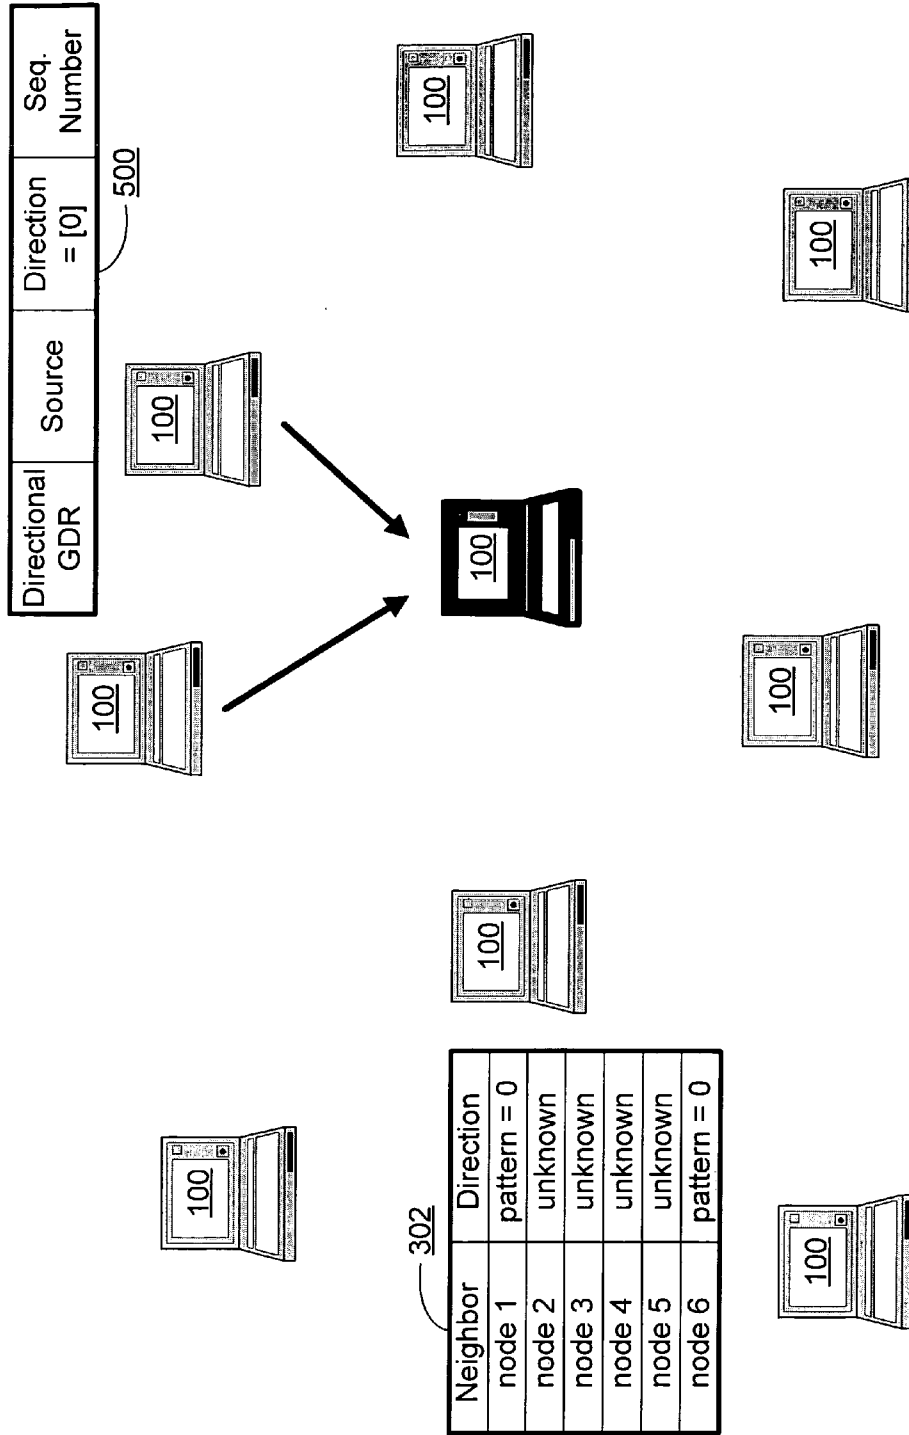 Directional GDR
Source
Direction = [0]
Seq. Number
500
100
100
100
100
100
100
100
100
100
302
Neighbor Direction
node 1 pattern = 0
node 2 unknown
node 3 unknown
node 4 unknown
node 5 unknown
node 6 pattern = 0